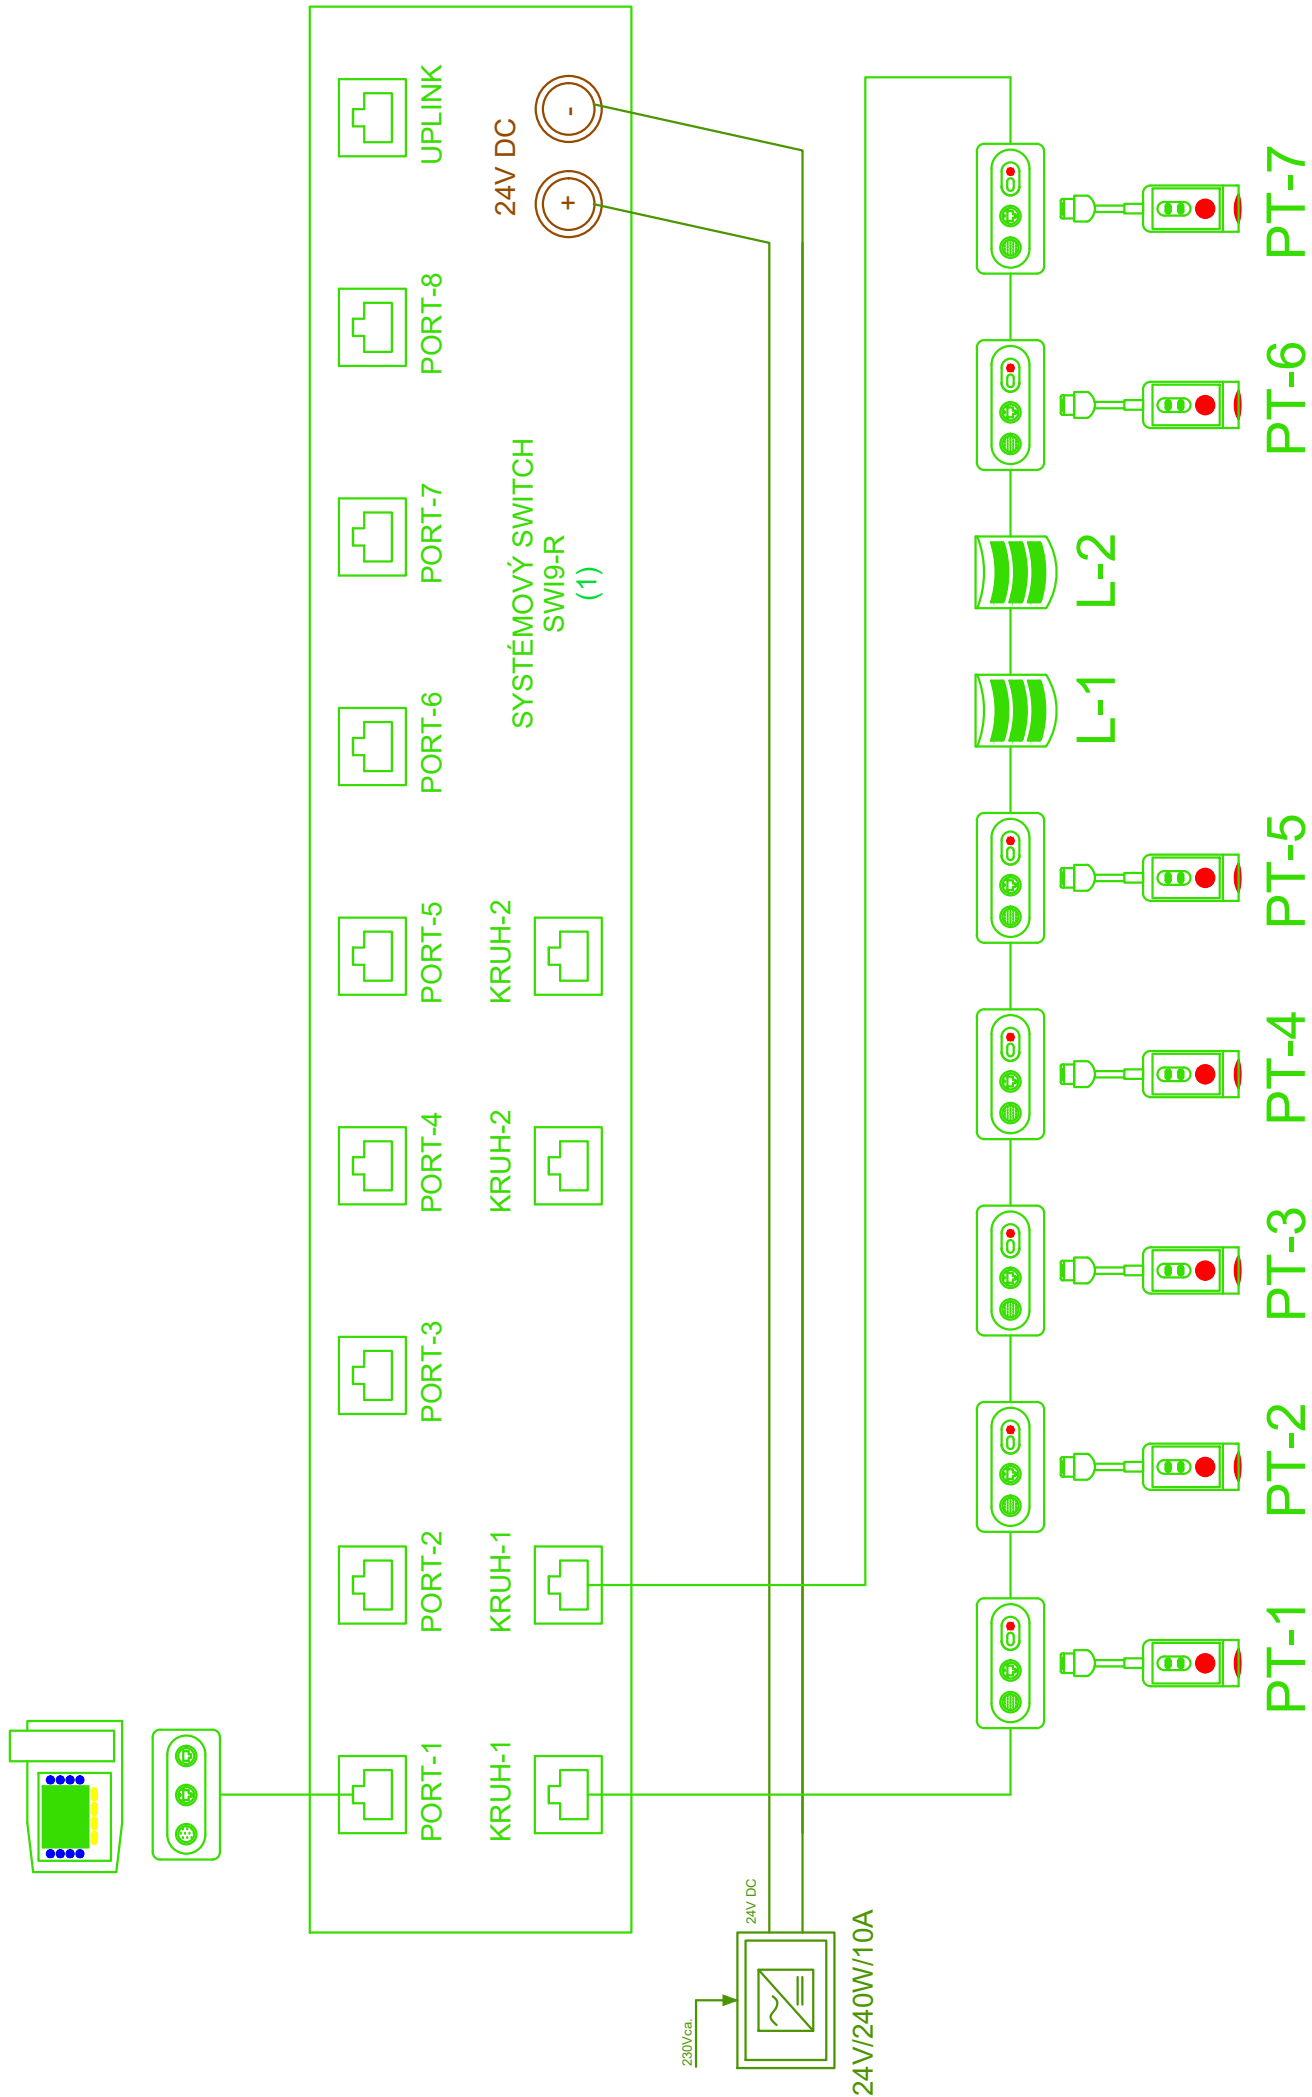 PORT-1
PORT-2
PORT-3
PORT-4
PORT-5
PORT-6
PORT-7
PORT-8
UPLINK
KRUH-1
KRUH-1
KRUH-2
KRUH-2
SYSTÉMOVÝ SWITCH
SWI9-R
(1)
24V DC
+
-
230Vca.
24V DC
24V/240W/10A
PT-1
PT-2
PT-3
PT-4
PT-5
L-1
L-2
PT-6
PT-7